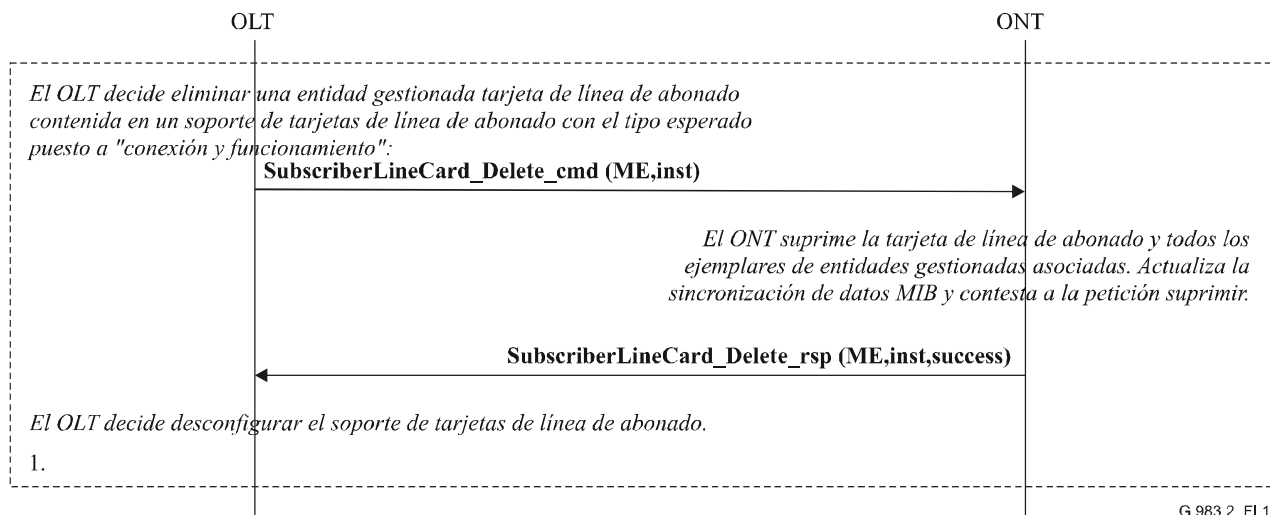 OLT
ONT
El OLT decide eliminar una entidad gestionada tarjeta de línea de abonado
contenida en un soporte de tarjetas de línea de abonado con el tipo esperado
puesto a "conexión y funcionamiento":
SubscriberLineCard_Delete_cmd (ME,inst)
El ONT suprime la tarjeta de línea de abonado y todos los
ejemplares de entidades gestionadas asociadas. Actualiza la
sincronización de datos MIB y contesta a la petición suprimir.
SubscriberLineCard_Delete_rsp (ME,inst,success)
El OLT decide desconfigurar el soporte de tarjetas de línea de abonado.
1.